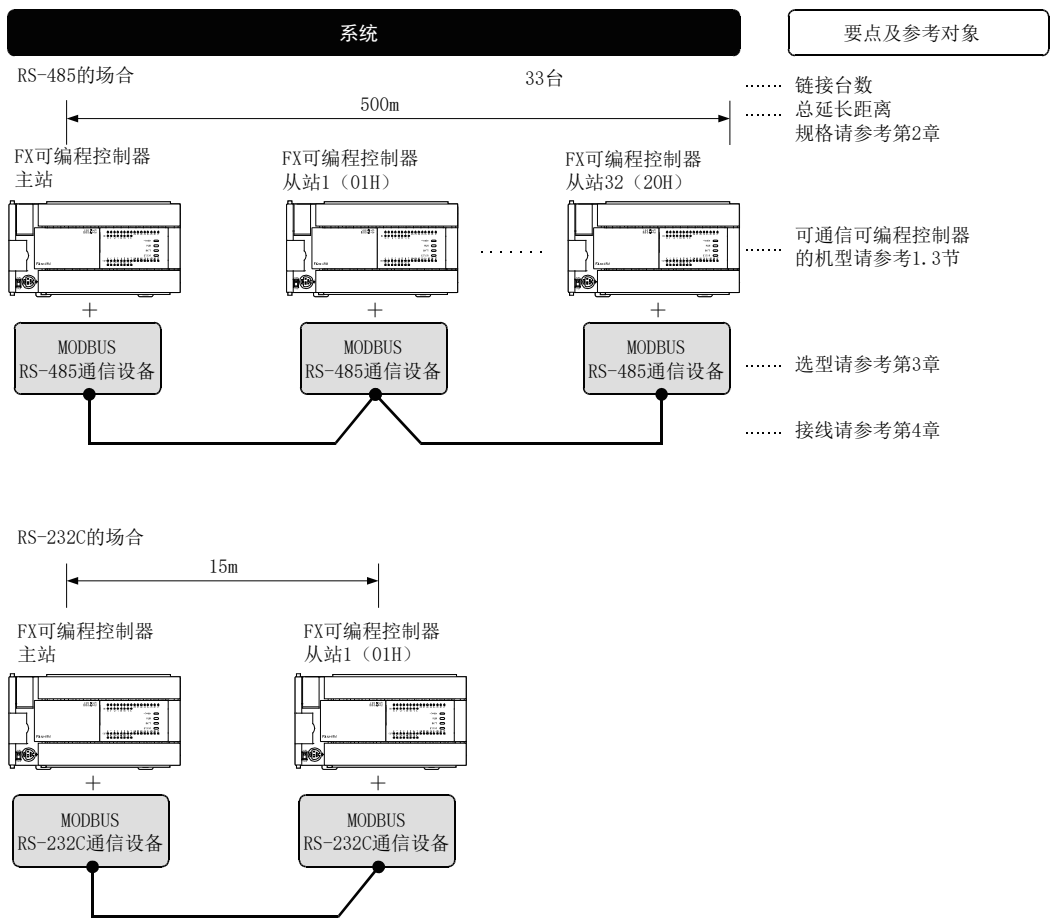 系统
要点及参考对象
RS-485的场合
33台
500m
链接台数
总延长距离
规格请参考第2章
FX可编程控制器
主站
FX可编程控制器
从站1（01H）
FX可编程控制器
从站32（20H）
可通信可编程控制器
的机型请参考1.3节
+
+
+
MODBUS
RS-485通信设备
MODBUS
RS-485通信设备
MODBUS
RS-485通信设备
选型请参考第3章
接线请参考第4章
RS-232C的场合
15m
FX可编程控制器
主站
FX可编程控制器
从站1（01H）
+
+
MODBUS
RS-232C通信设备
MODBUS
RS-232C通信设备